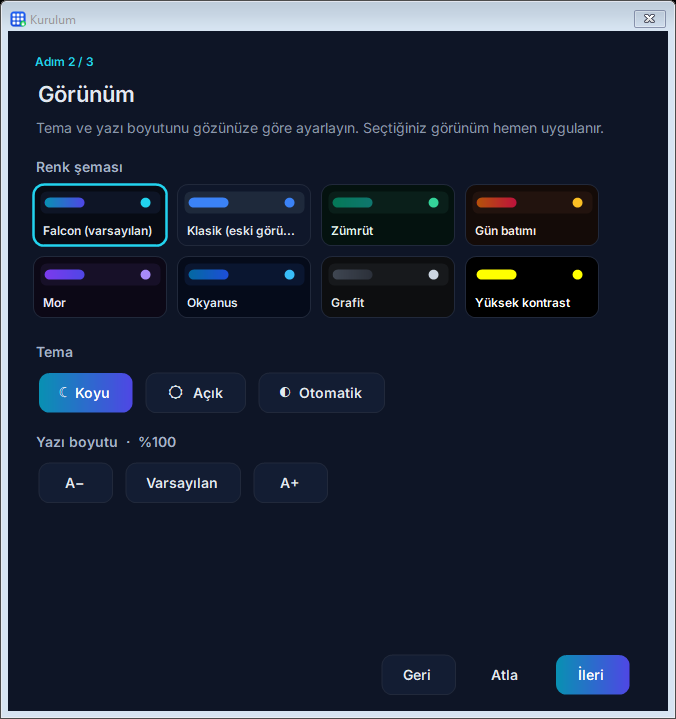 Kurulum
Adım 2 / 3
Görünüm
Tema ve yazı boyutunu gözünüze göre ayarlayın. Seçtiğiniz görünüm hemen uygulanır.
Renk şeması
Falcon (varsayılan)
Klasik (eski görü...
Zümrüt
Gün batımı
Mor
Okyanus
Grafit
Yüksek kontrast
Tema
☾ Koyu
Açık
◐ Otomatik
Yazı boyutu · %100
A−
Varsayılan
A+
Geri
Atla
İleri